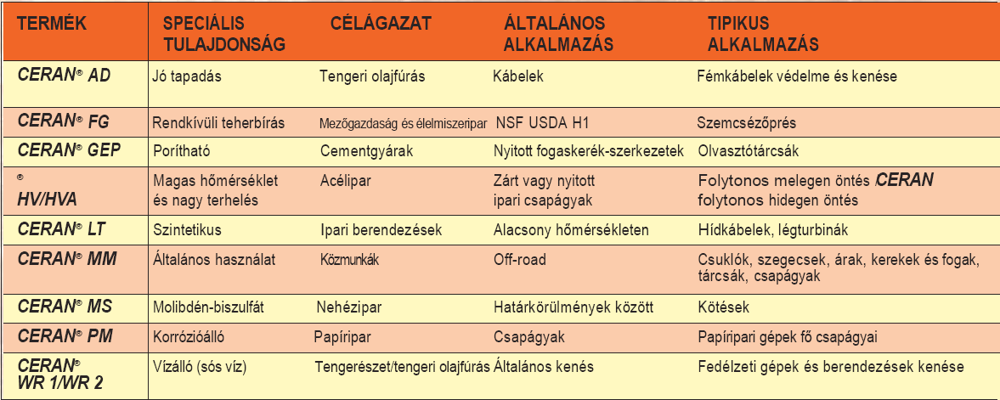 TERMÉK SPECIÁLIS TULAJDONSÁG CÉLÁGAZAT ÁLTALÁNOS ALKALMAZÁS TIPIKUS ALKALMAZÁS
CERAN® AD Jó tapadás Tengeri olajfúrás Kábelek Fémkábelek védelme és kenése
CERAN® FG Rendkívüli teherbírás Mezőgazdaság és élelmiszeripar NSF USDA H1 Szemcsézőprés
CERAN® GEP Porítható Cementgyárak Nyitott fogaskerék-szerkezetek Olvasztótárcsák
® Magas hőmérséklet Acélipar Zárt vagy nyitott Folytonos melegen öntés /CERAN
HV/HVA és nagy terhelés ipari csapágyak folytonos hidegen öntés
CERAN® LT Szintetikus Ipari berendezések Alacsony hőmérsékleten Hídkábelek, légturbinák
CERAN® MM Általános használat Közmunkák Off-road Csuklók, szegecsek, árak, kerekek és fogak,
tárcsák, csapágyak
CERAN® MS Molibdén-biszulfát Nehézipar Határkörülmények között Kötések
CERAN® PM Korrózióálló Papíripar Csapágyak Papíripari gépek fő csapágyai
CERAN®
WR 1/WR 2 Vízálló (sós víz) Tengerészet/tengeri olajfúrás Általános kenés Fedélzeti gépek és berendezések kenése